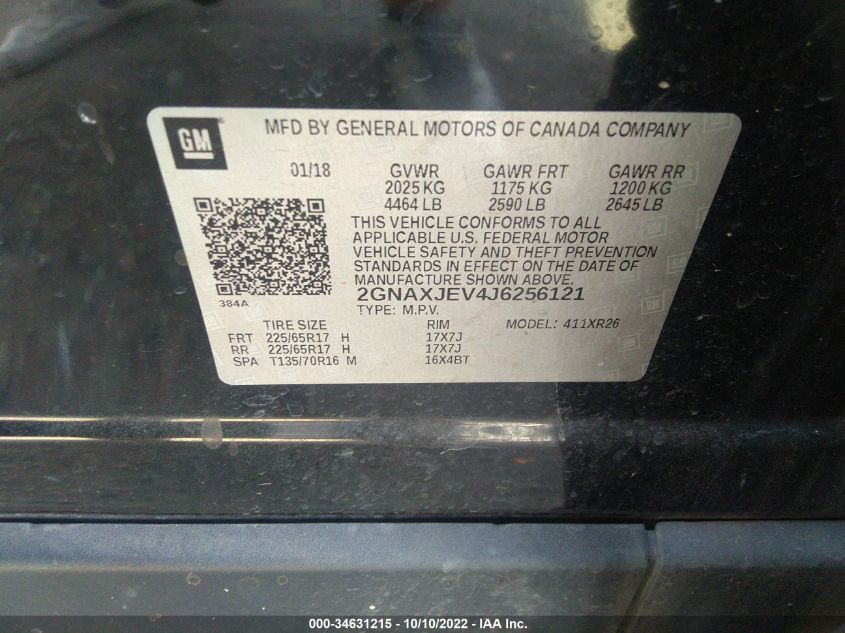 GM
MFD BY GENERAL MOTORS OF CANADA COMPANY
01/18 GVWR GAWR FRT GAWR RR
2025 KG 1175 KG 1200 KG
4464 LB 2590 LB 2645 LB
THIS VEHICLE CONFORMS TO ALL
APPLICABLE U.S. FEDERAL MOTOR
VEHICLE SAFETY AND THEFT PREVENTION
STANDARDS IN EFFECT ON THE DATE OF
MANUFACTURE SHOWN ABOVE.
384A
2GNAXJEV4J6256121
TYPE: M.P.V.
TIRE SIZE RIM MODEL: 411XR26
FRT 225/65R17 H 17X7J
RR 225/65R17 H 17X7J
SPA T135/70R16 M 16X4BT
000-34631215 - 10/10/2022 - IAA Inc.